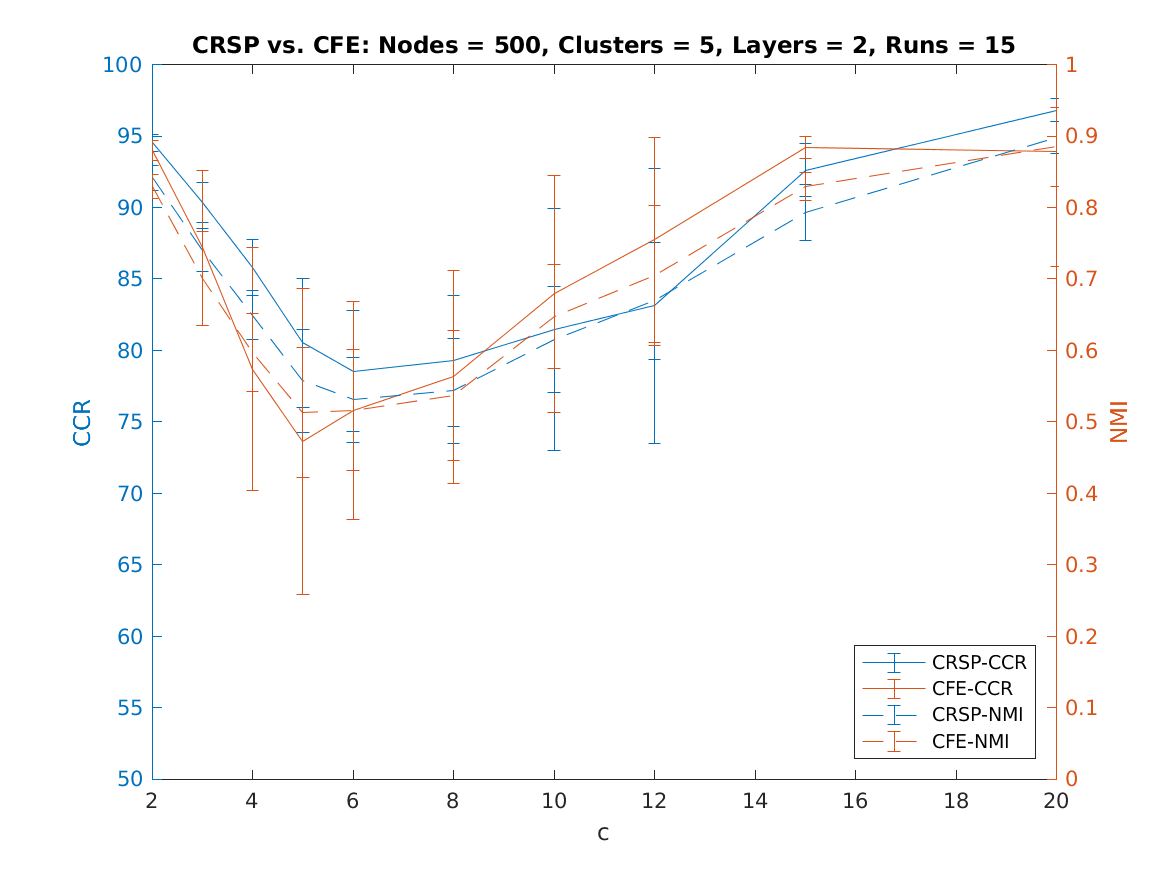 CRSP vs. CFE: Nodes = 500, Clusters = 5, Layers = 2, Runs = 15
100
95
90
85
80
75
70
65
60
55
50
CCR
1
0.9
0.8
0.7
0.6
0.5
0.4
0.3
0.2
0.1
0
NMI
CRSP-CCR
CFE-CCR
CRSP-NMI
CFE-NMI
2 4 6 8 10 12 14 16 18 20
c